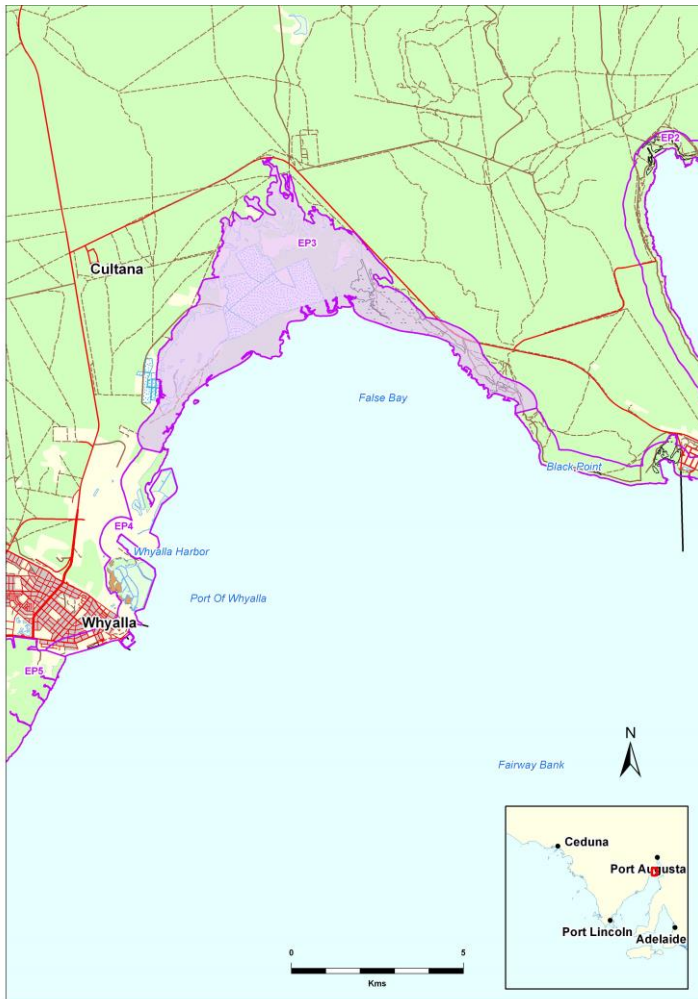 EP2
EP3
Cultana
False Bay
Black Point
EP4
Whyalla Harbor
Port Of Whyalla
Whyalla
EP5
N
Fairway Bank
Ceduna
Port Augusta
Port Lincoln
Adelaide
0 5
Kms